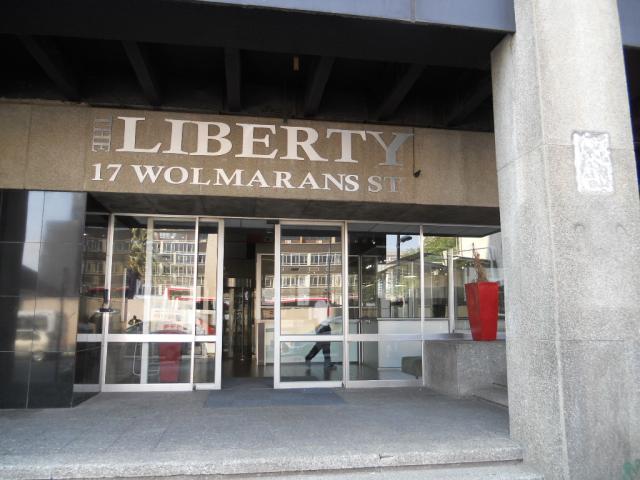 THE LIBERTY
17 WOLMARANS ST